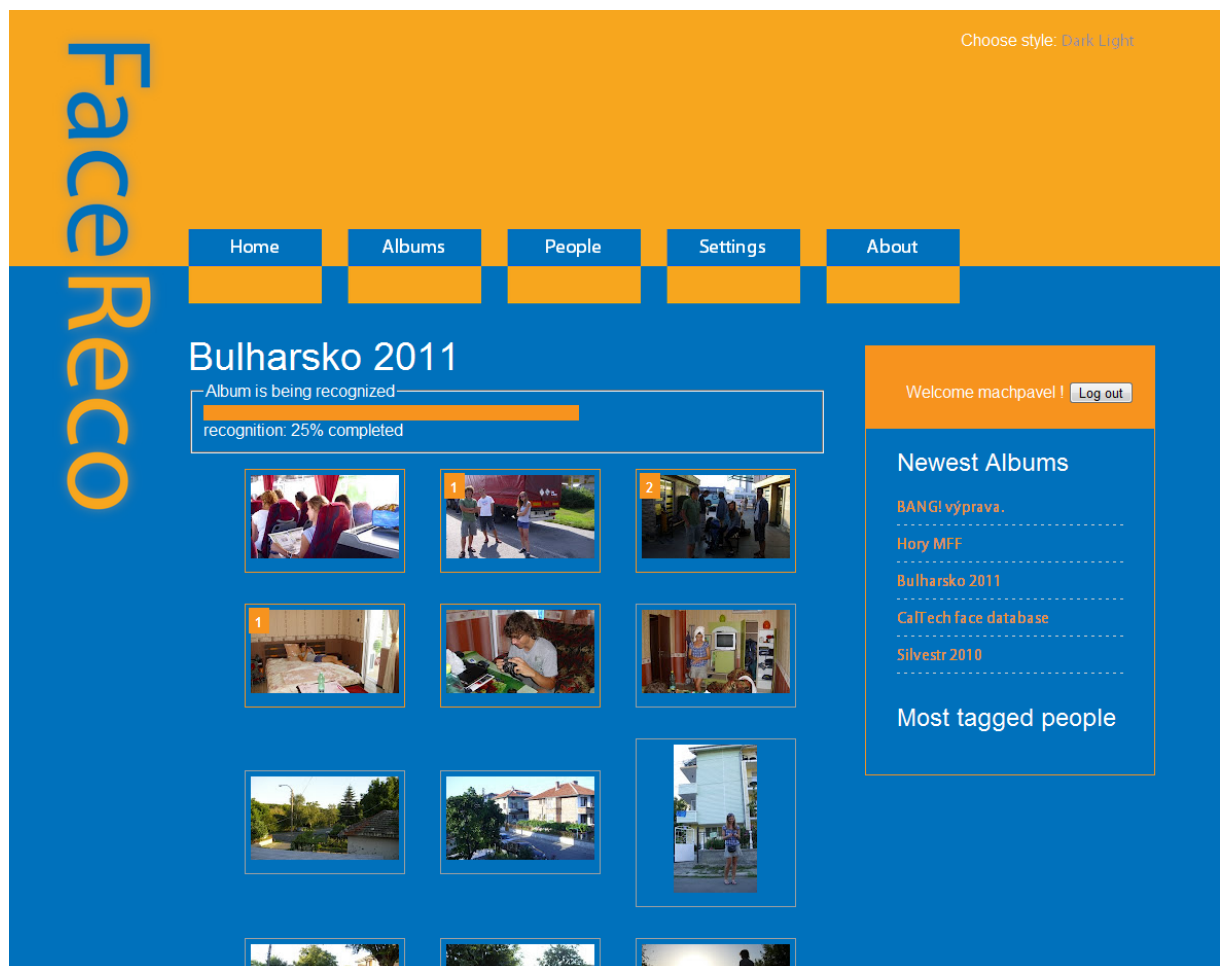 Choose style: Dark Light
FaceReco
Home
Albums
People
Settings
About
Bulharsko 2011
Album is being recognized
recognition: 25% completed
1
2
1
Welcome machpavel ! Log out
Newest Albums
BANG! výprava.
Hory MFF
Bulharsko 2011
CalTech face database
Silvestr 2010
Most tagged people